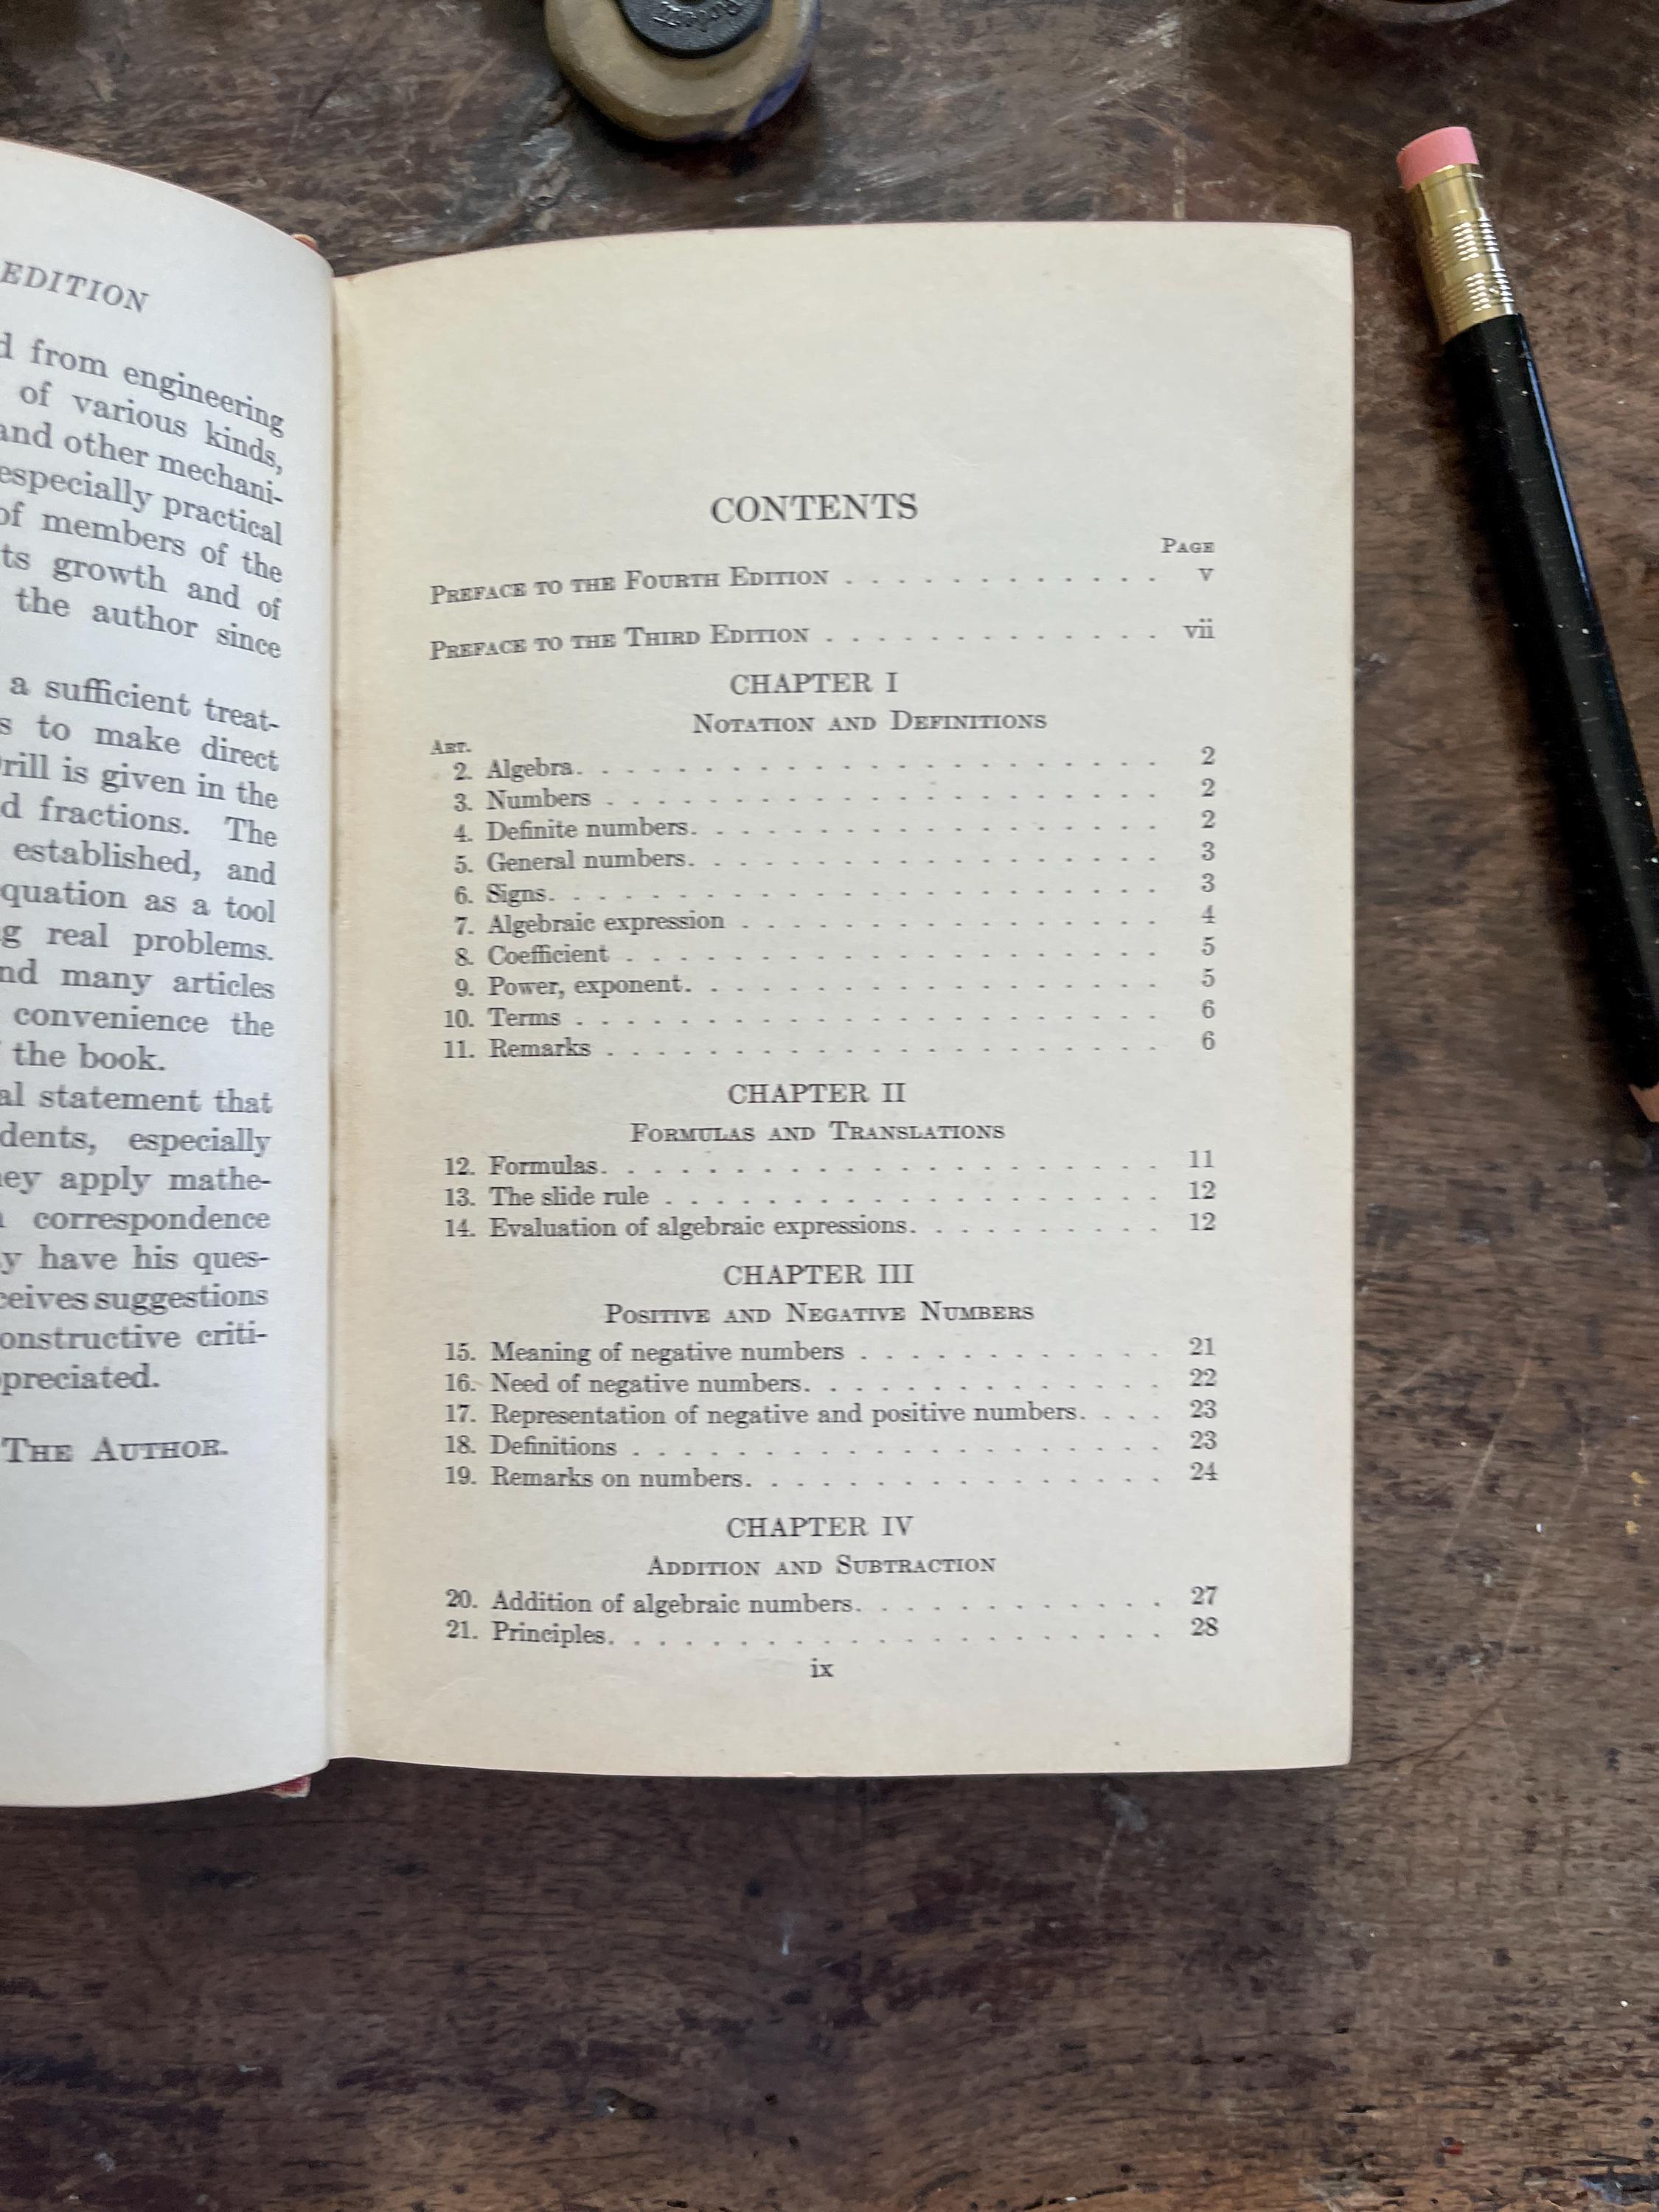 EDITION
from engineering
of various kinds,
and other mechani-
especially practical
of members of the
ts growth and of
the author since
a sufficient treat-
s to make direct
rill is given in the
d fractions. The
established, and
quation as a tool
g real problems.
nd many articles
convenience the
the book.
al statement that
dents, especially
ey apply mathe-
correspondence
y have his ques-
ceives suggestions
onstructive criti-
preciated.
THE AUTHOR.
CONTENTS
PAGE
PREFACE TO THE FOURTH EDITION . . . . . . . . . . . . v
PREFACE TO THE THIRD EDITION . . . . . . . . . . . . . vii
CHAPTER I
NOTATION AND DEFINITIONS
ART.
2. Algebra. . . . . . . . . . . . . . . . . . . . . . . 2
3. Numbers . . . . . . . . . . . . . . . . . . . . . . 2
4. Definite numbers. . . . . . . . . . . . . . . . . . . 2
5. General numbers. . . . . . . . . . . . . . . . . . . 3
6. Signs. . . . . . . . . . . . . . . . . . . . . . . . 3
7. Algebraic expression . . . . . . . . . . . . . . . . . 4
8. Coefficient . . . . . . . . . . . . . . . . . . . . . 5
9. Power, exponent. . . . . . . . . . . . . . . . . . . 5
10. Terms . . . . . . . . . . . . . . . . . . . . . . . 6
11. Remarks . . . . . . . . . . . . . . . . . . . . . . 6
CHAPTER II
FORMULAS AND TRANSLATIONS
12. Formulas. . . . . . . . . . . . . . . . . . . . . . 11
13. The slide rule . . . . . . . . . . . . . . . . . . . 12
14. Evaluation of algebraic expressions. . . . . . . . . . 12
CHAPTER III
POSITIVE AND NEGATIVE NUMBERS
15. Meaning of negative numbers . . . . . . . . . . . . 21
16. Need of negative numbers. . . . . . . . . . . . . . 22
17. Representation of negative and positive numbers. . . . 23
18. Definitions . . . . . . . . . . . . . . . . . . . . . 23
19. Remarks on numbers. . . . . . . . . . . . . . . . 24
CHAPTER IV
ADDITION AND SUBTRACTION
20. Addition of algebraic numbers. . . . . . . . . . . . 27
21. Principles. . . . . . . . . . . . . . . . . . . . . . 28
ix